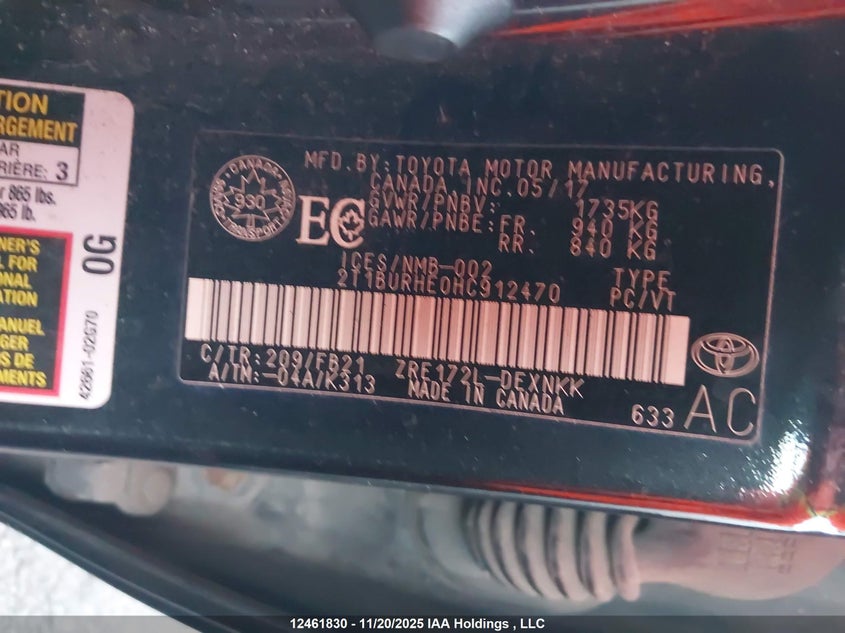 TION
RGEMENT
AR
RIÈRE: 3
r 865 lbs.
865 lb.
NER'S
L FOR
ONAL
ATION
ANUEL
GER
S DE
EMENTS
0G
42661-02G70
CANADA
930
TRANSPORT
EC
MFD.BY:TOYOTA MOTOR MANUFACTURING,
CANADA,INC.05/17
GVWR/PNBV: 1735KG
GAWR/PNBE:FR. 940 KG
RR. 840 KG
ICES/NMB-002
2T1BURHE0HC912470
TYPE
PC/VT
C/TR:209/FB21 ZRE172L-DEXNKK
A/TM:-04A/K313 MADE IN CANADA
633 AC
12461830 - 11/20/2025 IAA Holdings , LLC